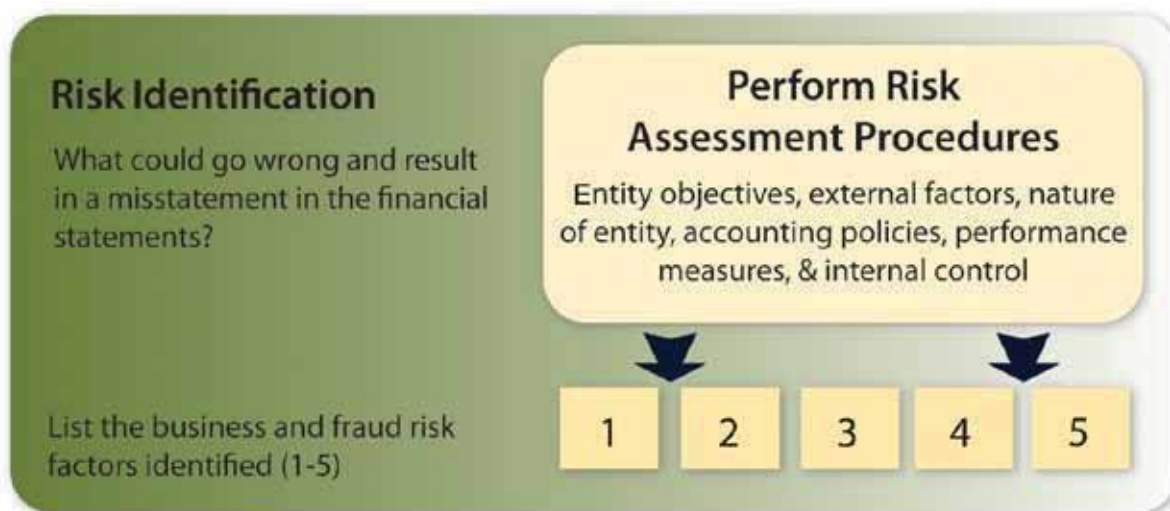 Risk Identification
What could go wrong and result
in a misstatement in the financial
statements?
Perform Risk
Assessment Procedures
Entity objectives, external factors, nature
of entity, accounting policies, performance
measures, & internal control
List the business and fraud risk
factors identified (1-5)
1 2 3 4 5